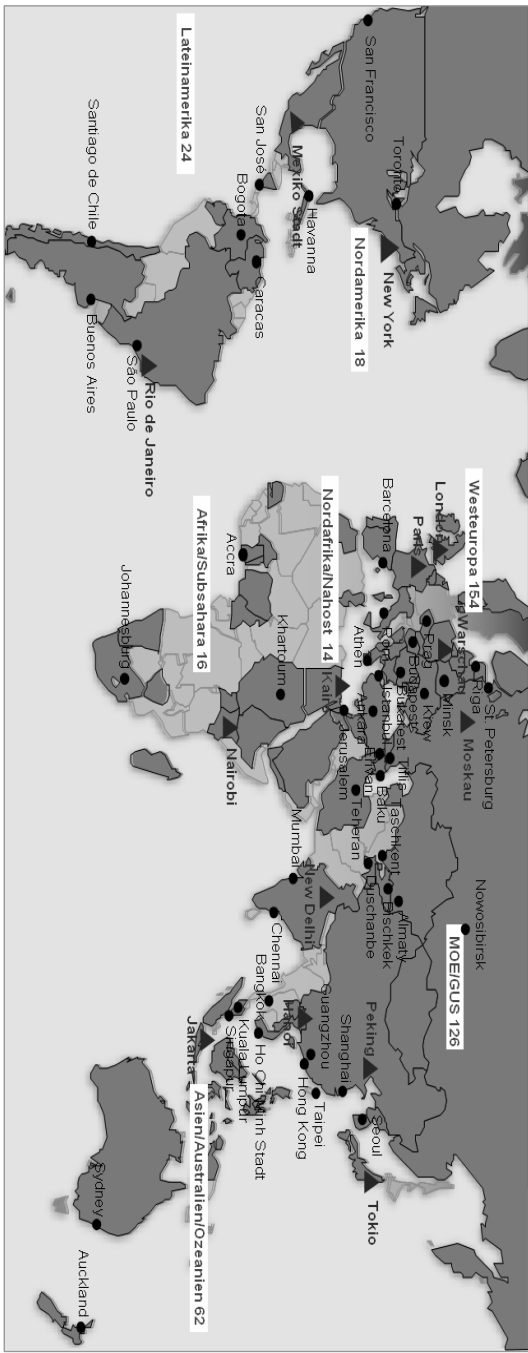 San Francisco
Toronto
New York
Nordamerika 18
Mexiko Stadt
Havanna
San José
Bogota
Caracas
Lateinamerika 24
Rio de Janeiro
São Paulo
Santiago de Chile
Buenos Aires
Westeuropa 154
London
Paris
Barcelona
Rom
Athen
St. Petersburg
Riga
Moskau
Minsk
Warschau
Prag
Kiew
Budapest
Bukarest
Istanbul
Ankara
Tiflis
Eriwan
Baku
Taschkent
Almaty
Bischkek
Duschanbe
Nowosibirsk
MOE/GUS 126
Teheran
Jerusalem
Kairo
Nordafrika/Nahost 14
Khartoum
Accra
Afrika/Subsahara 16
Nairobi
Johannesburg
New Delhi
Mumbai
Chennai
Peking
Seoul
Tokio
Shanghai
Taipei
Guangzhou
Hong Kong
Hanoi
Bangkok
Ho Chi Minh Stadt
Kuala Lumpur
Singapur
Jakarta
Asien/Australien/Ozeanien 62
Sydney
Auckland